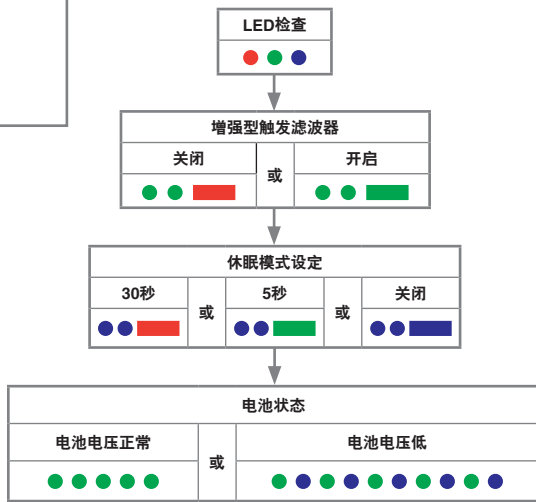 LED检查
增强型触发滤波器
关闭 或 开启
休眠模式设定
30秒 或 5秒 或 关闭
电池状态
电池电压正常 或 电池电压低